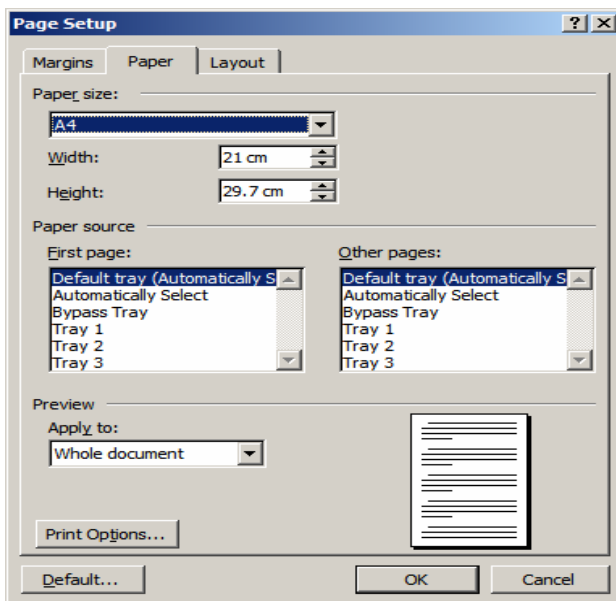 Page Setup
Margins Paper Layout
Paper size:
A4
Width: 21 cm
Height: 29.7 cm
Paper source
First page: Other pages:
Default tray (Automatically S Default tray (Automatically S
Automatically Select Automatically Select
Bypass Tray Bypass Tray
Tray 1 Tray 1
Tray 2 Tray 2
Tray 3 Tray 3
Preview
Apply to:
Whole document
Print Options...
Default... OK Cancel